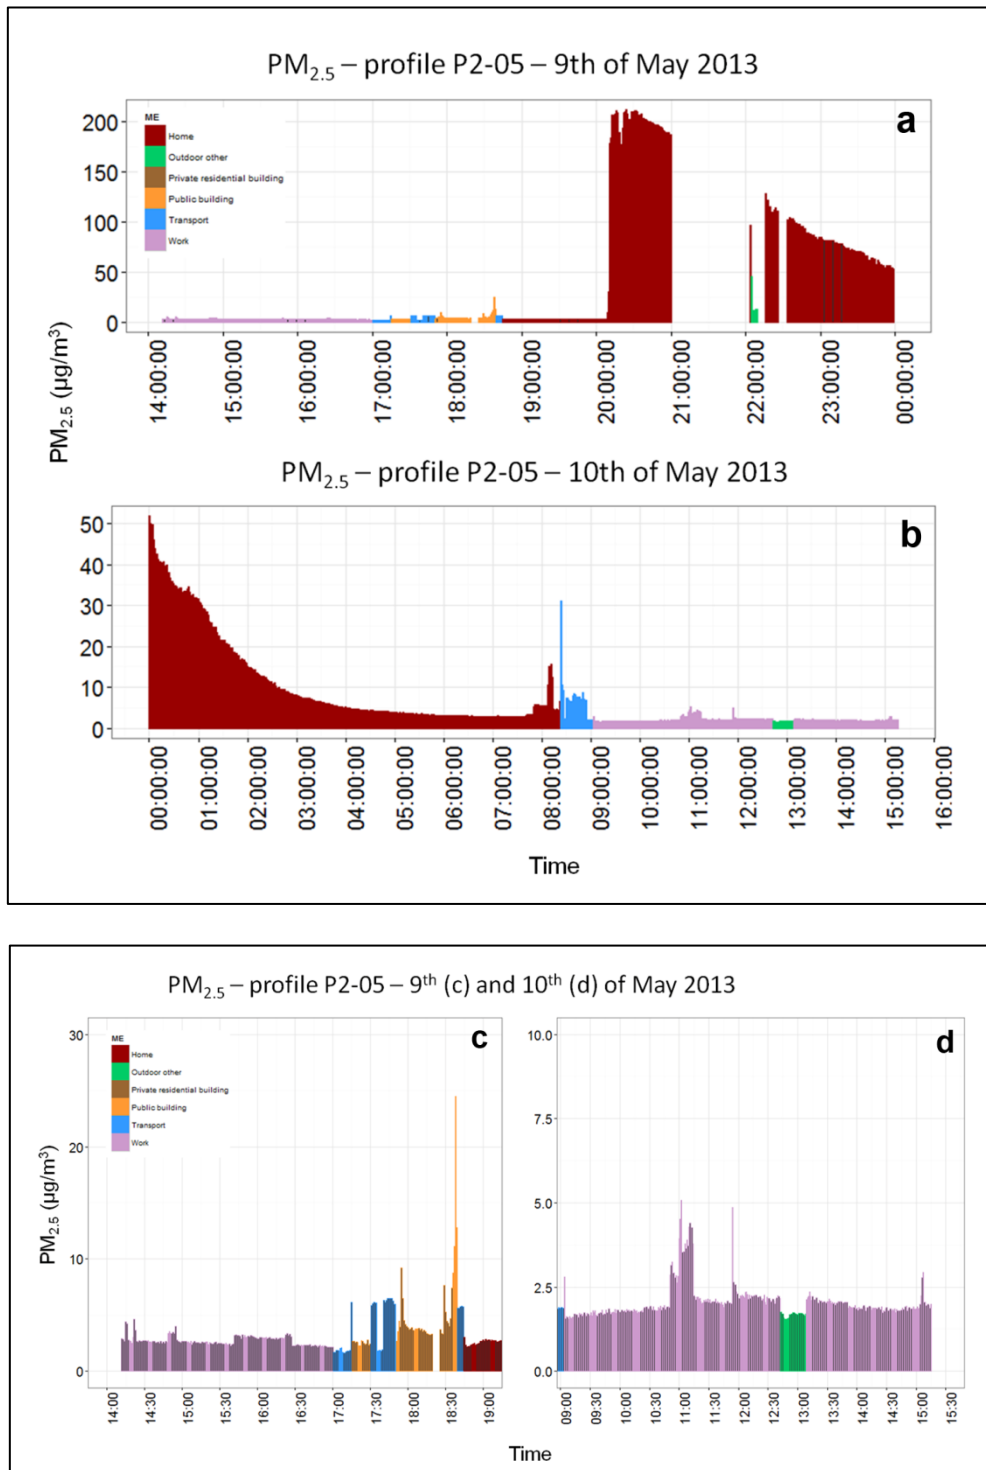 PM2.5 – profile P2-05 – 9th of May 2013
a
ME
Home
Outdoor other
Private residential building
Public building
Transport
Work
200
150
100
50
0
14:00:00
15:00:00
16:00:00
17:00:00
18:00:00
19:00:00
20:00:00
21:00:00
22:00:00
23:00:00
00:00:00
PM2.5 (µg/m³)
PM2.5 – profile P2-05 – 10th of May 2013
b
50
40
30
20
10
0
00:00:00
01:00:00
02:00:00
03:00:00
04:00:00
05:00:00
06:00:00
07:00:00
08:00:00
09:00:00
10:00:00
11:00:00
12:00:00
13:00:00
14:00:00
15:00:00
16:00:00
Time
PM2.5 – profile P2-05 – 9th (c) and 10th (d) of May 2013
c
ME
Home
Outdoor other
Private residential building
Public building
Transport
Work
30
20
10
0
PM2.5 (µg/m³)
14:00
14:30
15:00
15:30
16:00
16:30
17:00
17:30
18:00
18:30
19:00
d
10.0
7.5
5.0
2.5
0.0
09:00
09:30
10:00
10:30
11:00
11:30
12:00
12:30
13:00
13:30
14:00
14:30
15:00
15:30
Time